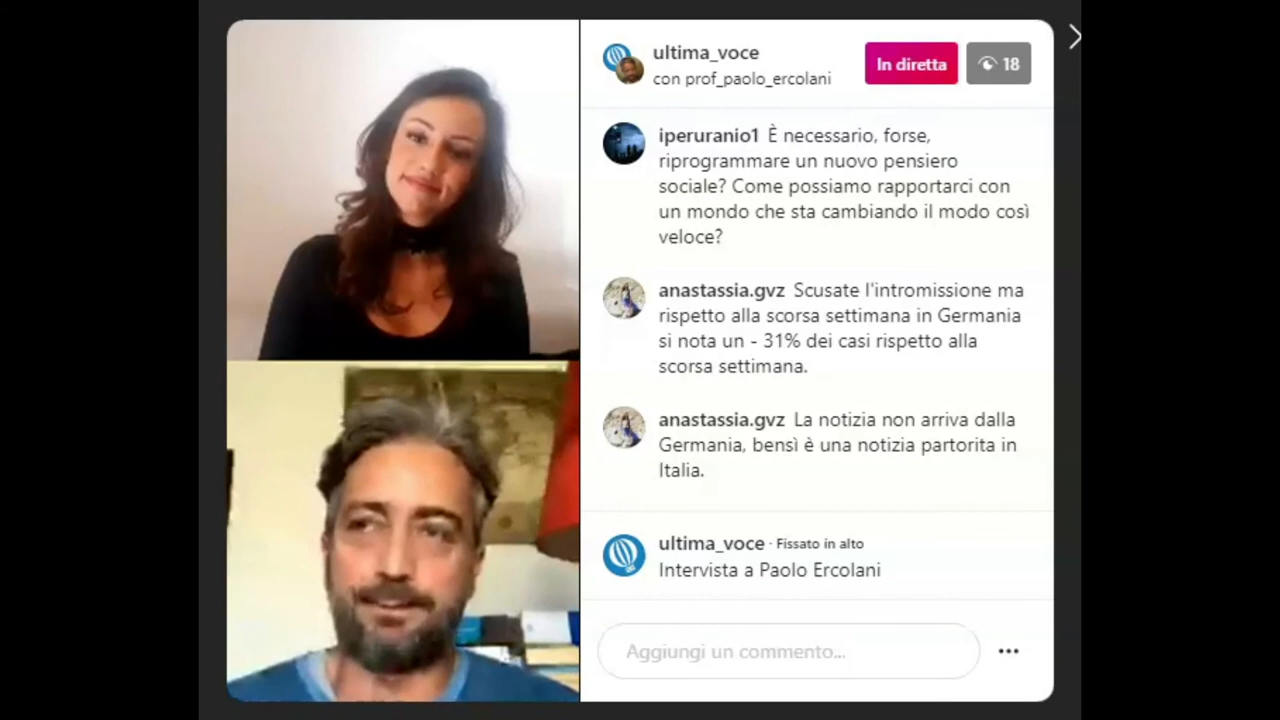 ultima_voce
con prof_paolo_ercolani
In diretta
18
iperuranio1 È necessario, forse,
riprogrammare un nuovo pensiero
sociale? Come possiamo rapportarci con
un mondo che sta cambiando il modo così
veloce?
anastassia.gvz Scusate l'intromissione ma
rispetto alla scorsa settimana in Germania
si nota un - 31% dei casi rispetto alla
scorsa settimana.
anastassia.gvz La notizia non arriva dalla
Germania, bensì è una notizia partorita in
Italia.
ultima_voce · Fissato in alto
Intervista a Paolo Ercolani
Aggiungi un commento...